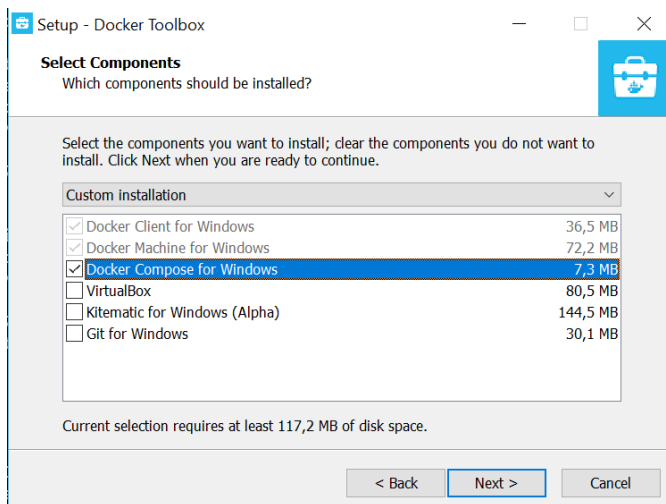 Setup - Docker Toolbox
Select Components
Which components should be installed?
Select the components you want to install; clear the components you do not want to
install. Click Next when you are ready to continue.
Custom installation
Docker Client for Windows 36,5 MB
Docker Machine for Windows 72,2 MB
Docker Compose for Windows 7,3 MB
VirtualBox 80,5 MB
Kitematic for Windows (Alpha) 144,5 MB
Git for Windows 30,1 MB
Current selection requires at least 117,2 MB of disk space.
< Back Next > Cancel